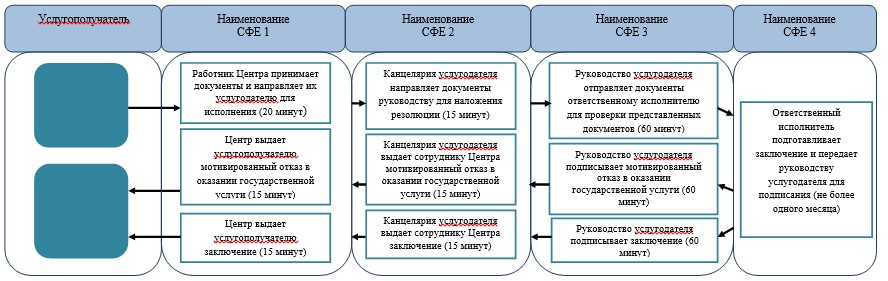 Услугополучатель
Наименование
СФЕ 1
Наименование
СФЕ 2
Наименование
СФЕ 3
Наименование
СФЕ 4
Работник Центра принимает
документы и направляет их
услугодателю для
исполнения (20 минут)
Канцелярия услугодателя
направляет документы
руководству для наложения
резолюции (15 минут)
Руководство услугодателя
отправляет документы
ответственному исполнителю
для проверки представленных
документов (60 минут)
Ответственный
исполнитель
подготавливает
заключение и передает
руководству
услугодателя для
подписания (не более
одного месяца)
Центр выдает
услугополучателю
мотивированный отказ в
оказании государственной
услуги (15 минут)
Канцелярия услугодателя
выдает сотруднику Центра
мотивированный отказ в
оказании государственной
услуги (15 минут)
Руководство услугодателя
подписывает мотивированный
отказ в оказании
государственной услуги (60
минут)
Центр выдает
услугополучателю
заключение (15 минут)
Канцелярия услугодателя
выдает сотруднику Центра
заключение (15 минут)
Руководство услугодателя
подписывает заключение (60
минут)